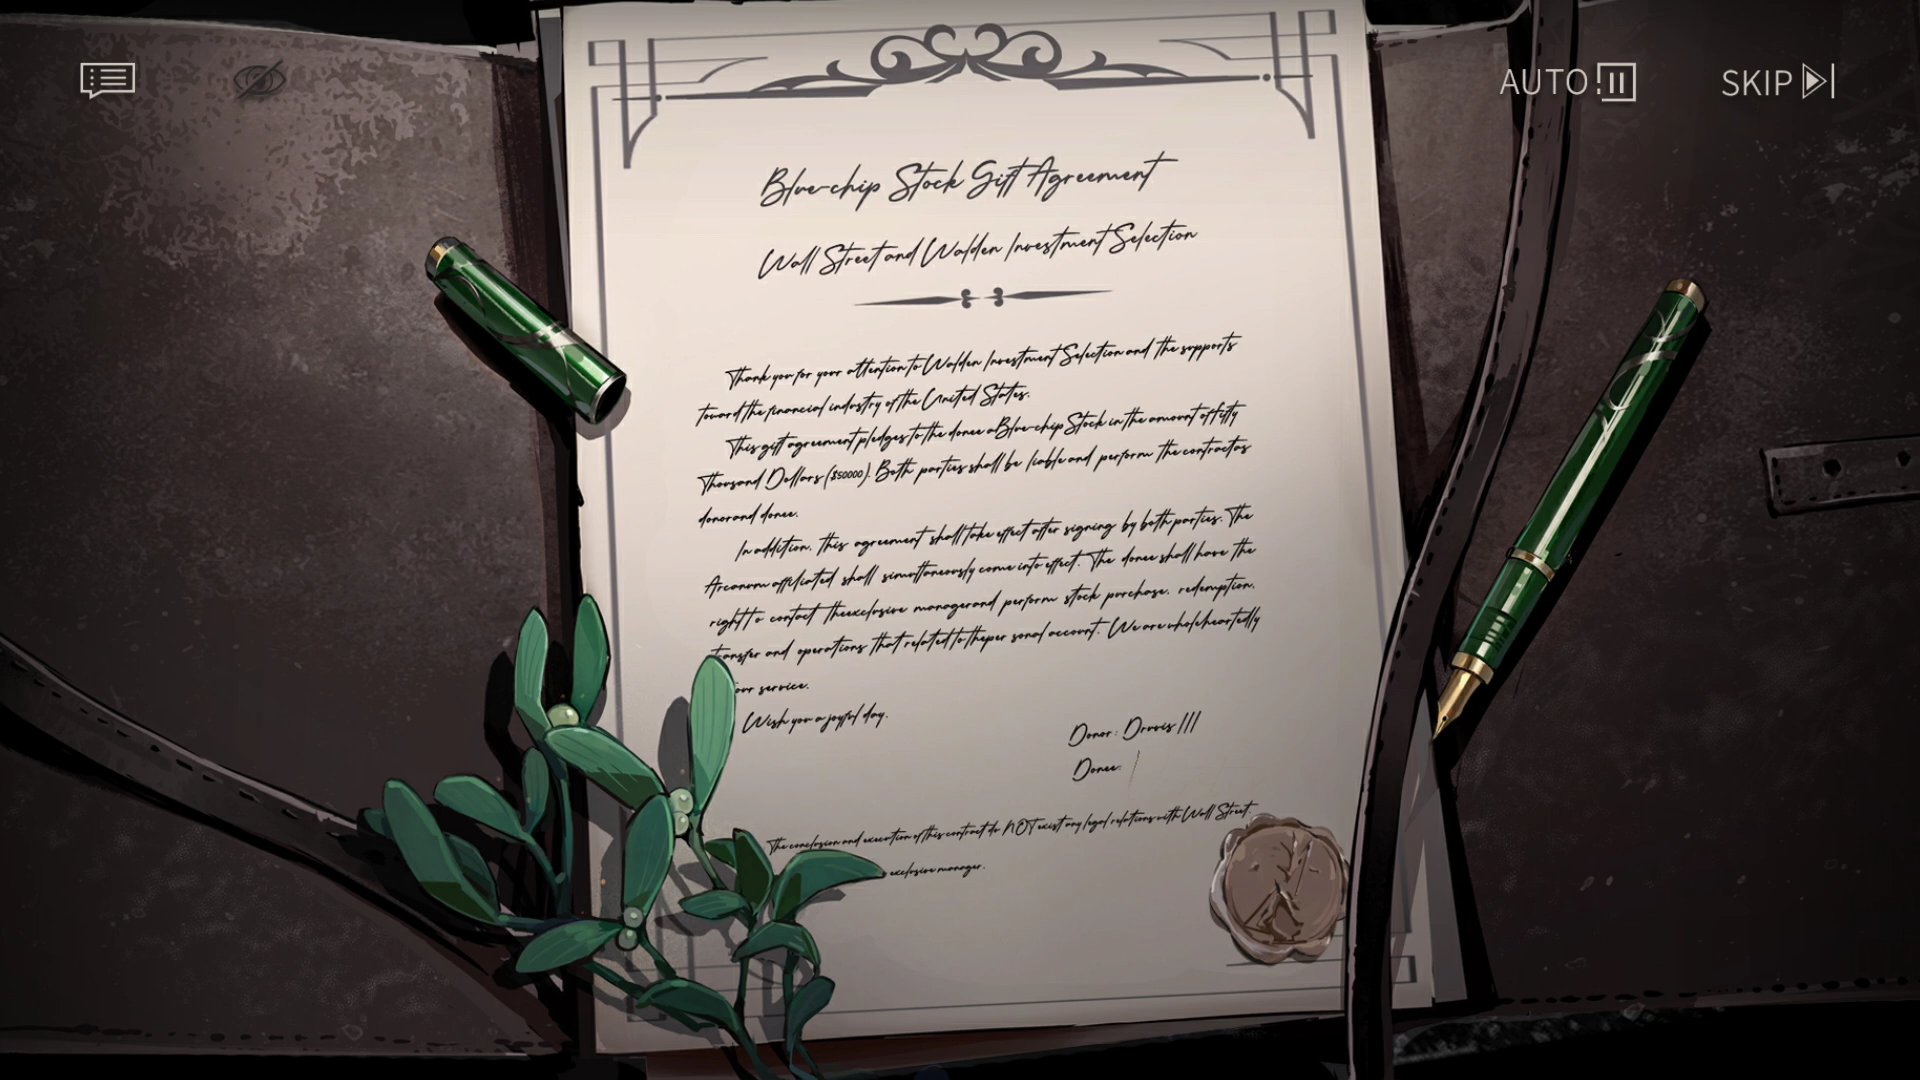 AUTO
SKIP
Blue-chip Stock Gift Agreement
Wall Street and Walden Investment Selection
Thank you for your attention to Walden Investment Selection and the supports
toward the financial industry of the United States.
This gift agreement pledges to the donee a Blue-chip Stock in the amount of fifty
Thousand Dollars ($50000). Both parties shall be liable and perform the contract as
donor and donee.
In addition, this agreement shall take effect after signing by both parties. The
Arcanum affiliated shall simultaneously come into effect. The donee shall have the
right to contact the exclusive manager and perform stock purchase, redemption,
transfer and operations that related to the per sonal account. We are wholeheartedly
our service.
Wish you a joyful day.
Donor: Druvis III
Donee:
The conclusion and execution of this contract do NOT exist any legal relations with Wall Street,
exclusive manager.